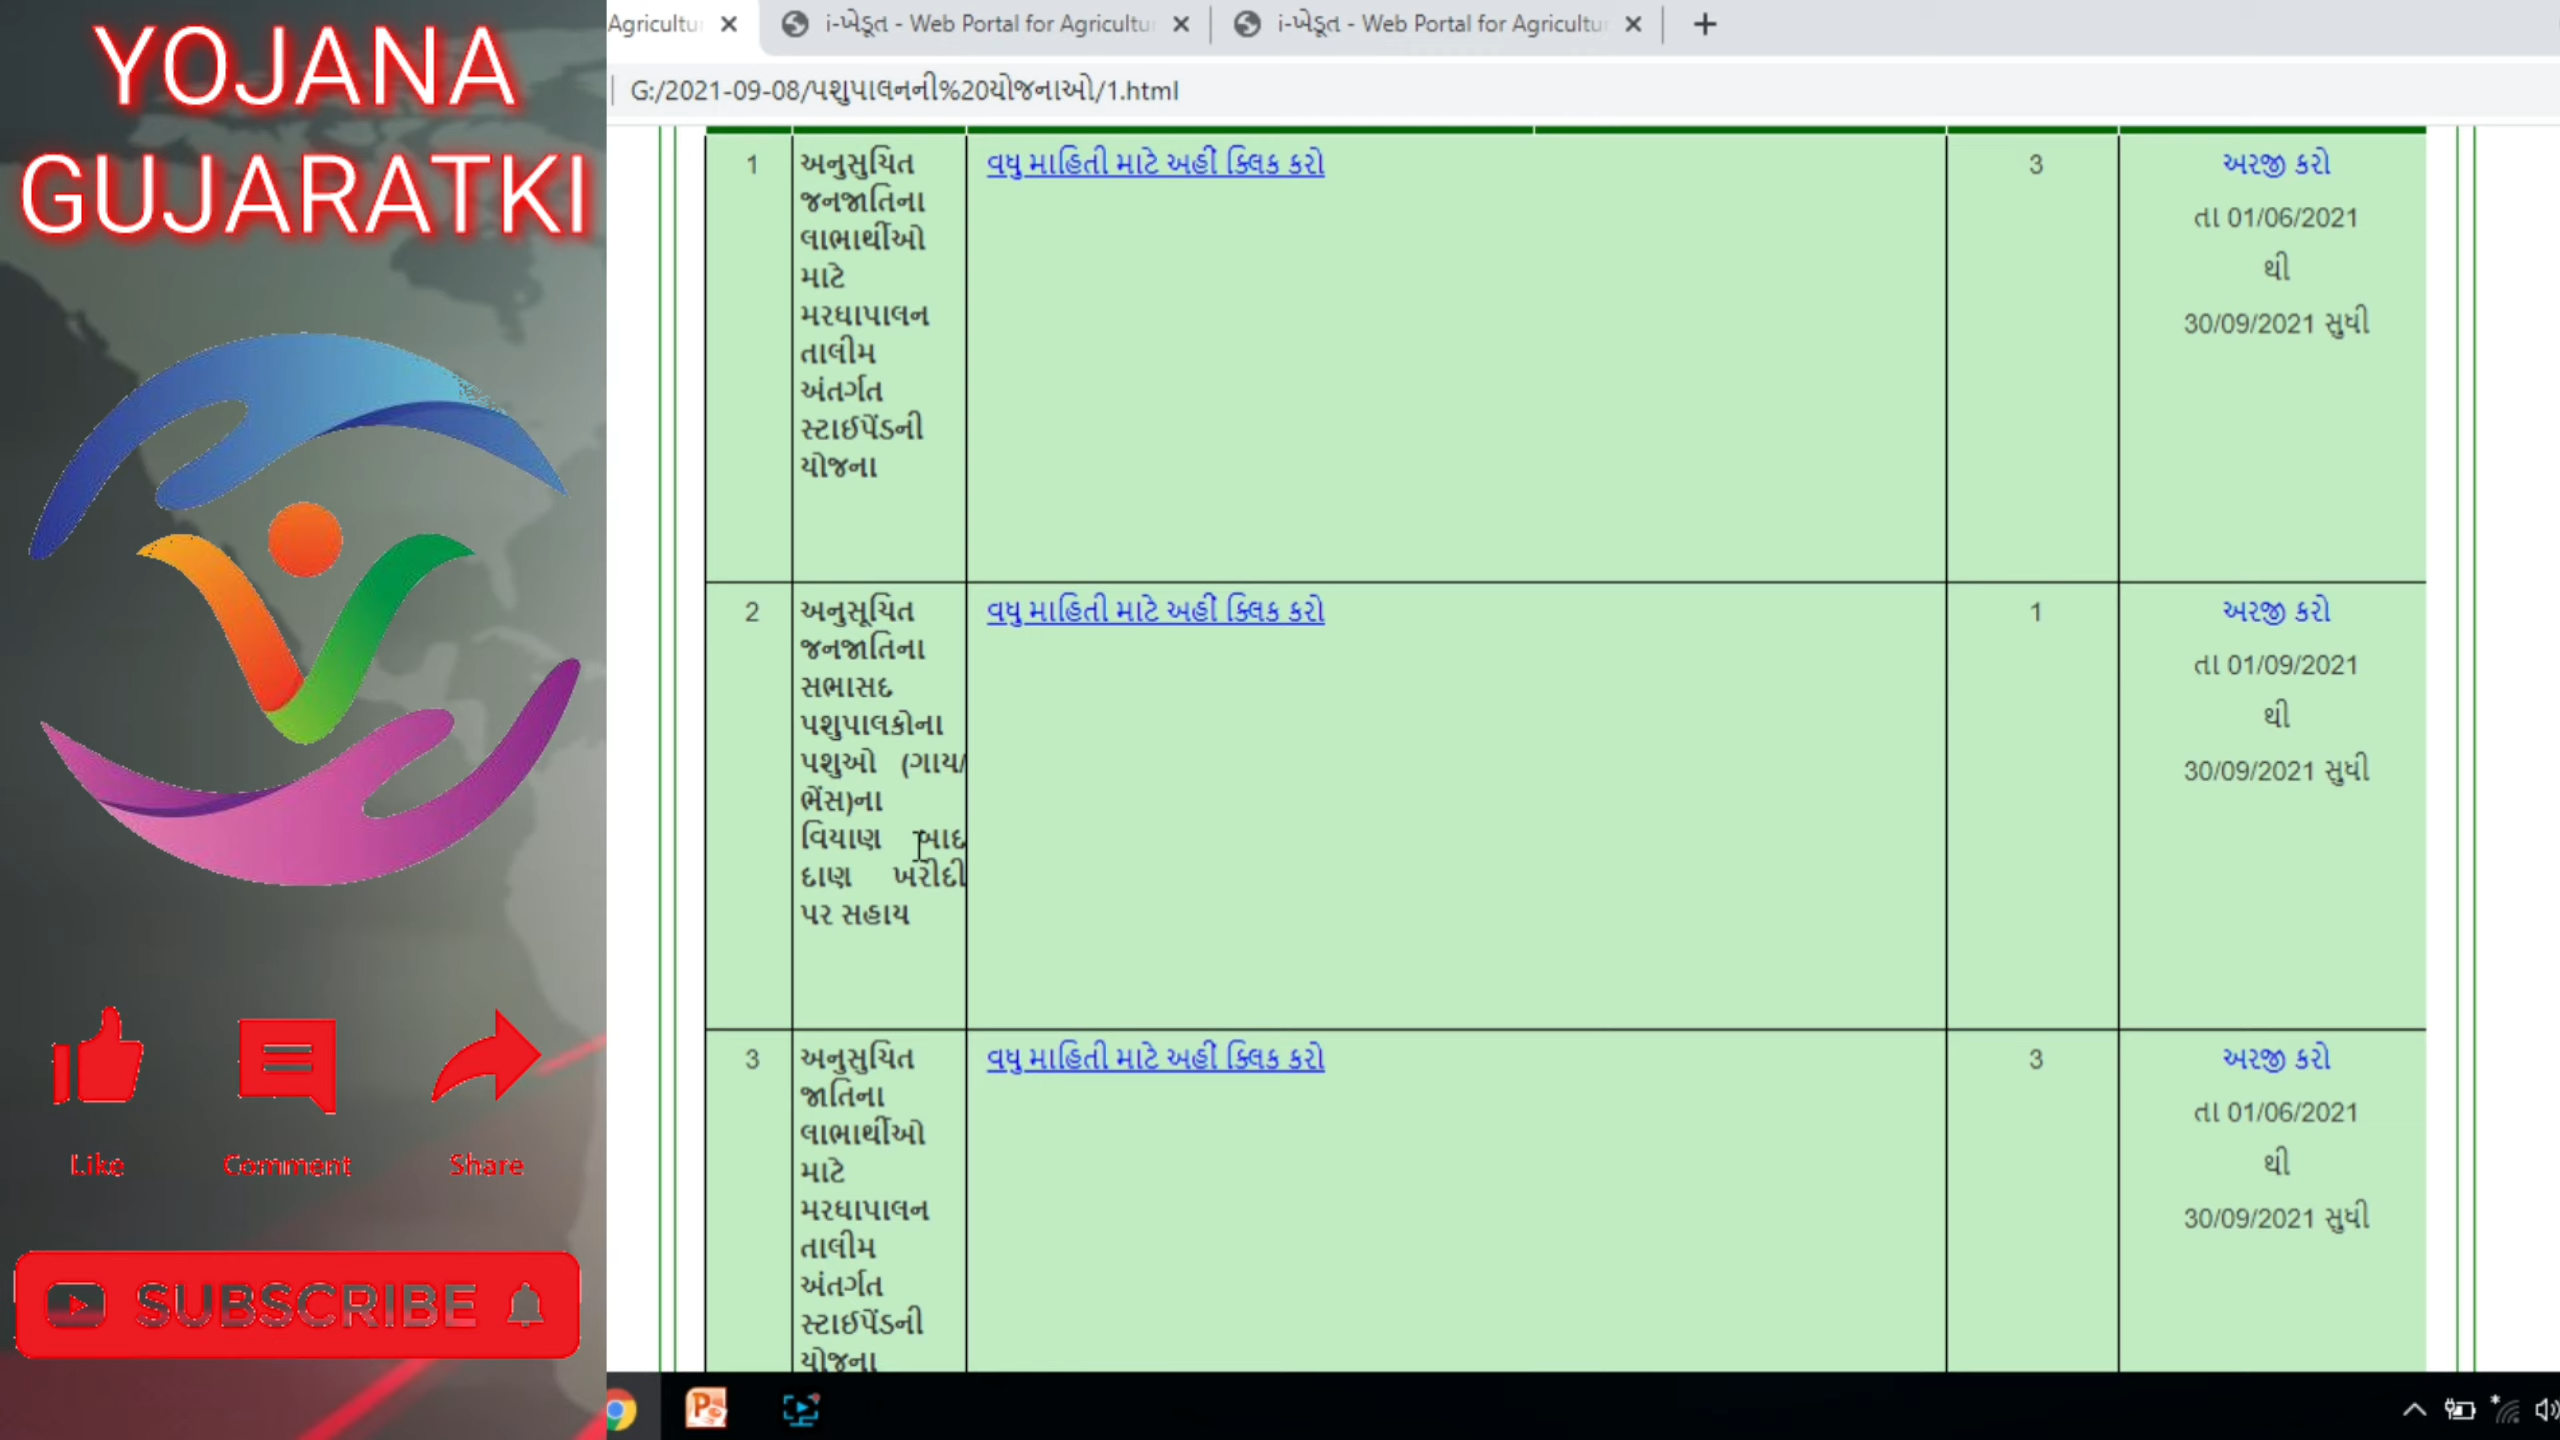 YOJANA
GUJARATKI
Like
Comment
Share
SUBSCRIBE
Agricultur
i-ખેડૂત - Web Portal for Agricultur
i-ખેડૂત - Web Portal for Agricultur
G:/2021-09-08/પશુપાલનની%20યોજનાઓ/1.html
1
અનુસુચિત
જનજાતિના
લાભાર્થીઓ
માટે
મરઘાપાલન
તાલીમ
અંતર્ગત
સ્ટાઈપેંડની
યોજના
વધુ માહિતી માટે અહીં ક્લિક કરો
3
અરજી કરો
તા 01/06/2021
થી
30/09/2021 સુધી
2
અનુસૂચિત
જનજાતિના
સભાસદ
પશુપાલકોના
પશુઓ (ગાય/
ભેંસ)ના
વિયાણ બાદ
દાણ ખરીદી
પર સહાય
વધુ માહિતી માટે અહીં ક્લિક કરો
1
અરજી કરો
તા 01/09/2021
થી
30/09/2021 સુધી
3
અનુસુચિત
જાતિના
લાભાર્થીઓ
માટે
મરઘાપાલન
તાલીમ
અંતર્ગત
સ્ટાઈપેંડની
યોજના
વધુ માહિતી માટે અહીં ક્લિક કરો
3
અરજી કરો
તા 01/06/2021
થી
30/09/2021 સુધી